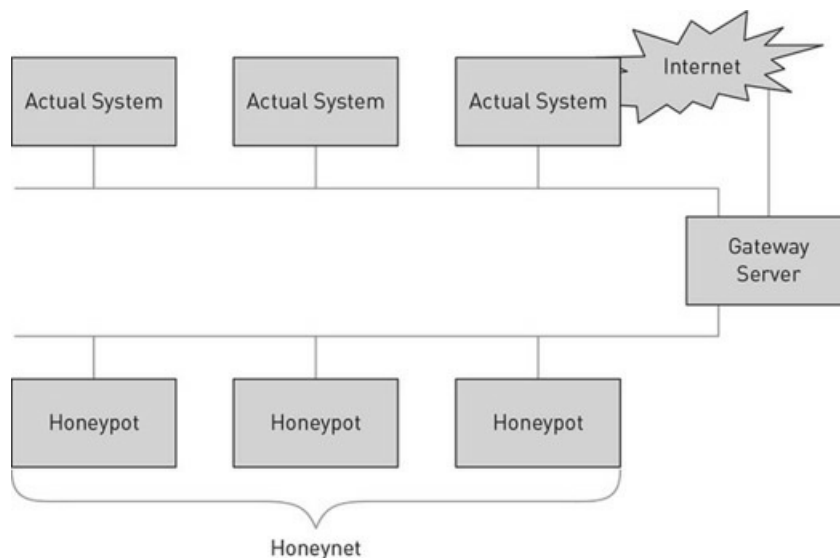 Internet
Actual System
Actual System
Actual System
Gateway
Server
Honeypot
Honeypot
Honeypot
Honeynet